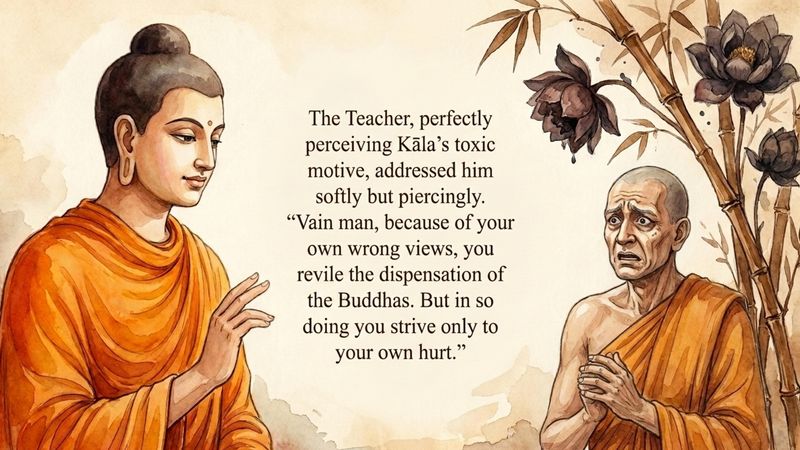 The Teacher, perfectly
perceiving Kāla’s toxic
motive, addressed him
softly but piercingly.
“Vain man, because of your
own wrong views, you
revile the dispensation of
the Buddhas. But in so
doing you strive only to
your own hurt.”